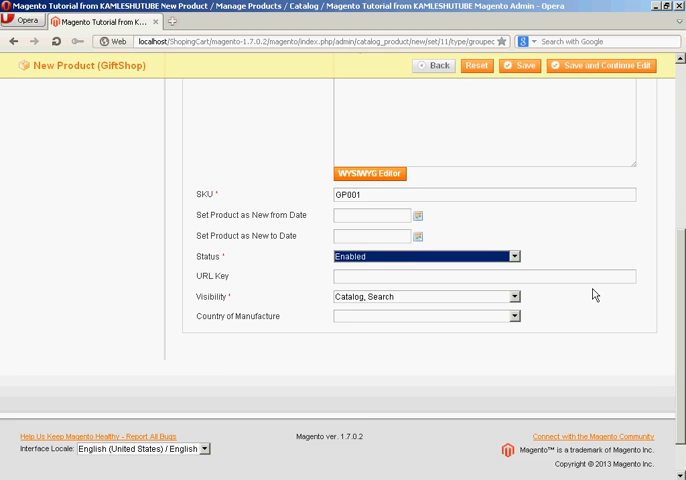 Magento Tutorial from KAMLESHUTUBE New Product / Manage Products / Catalog / Magento Tutorial from KAMLESHUTUBE Magento Admin - Opera
Opera
Magento Tutorial from K...
Web
localhost/ShopingCart/magento-1.7.0.2/magento/index.php/admin/catalog_product/new/set/11/type/groupec
Search with Google
New Product (GiftShop)
Back
Reset
Save
Save and Continue Edit
WYSIWYG Editor
SKU *
GP001
Set Product as New from Date
Set Product as New to Date
Status *
Enabled
URL Key
Visibility *
Catalog, Search
Country of Manufacture
Help Us Keep Magento Healthy - Report All Bugs
Magento ver. 1.7.0.2
Connect with the Magento Community
Interface Locale:
English (United States) / English
Magento™ is a trademark of Magento Inc.
Copyright © 2013 Magento Inc.